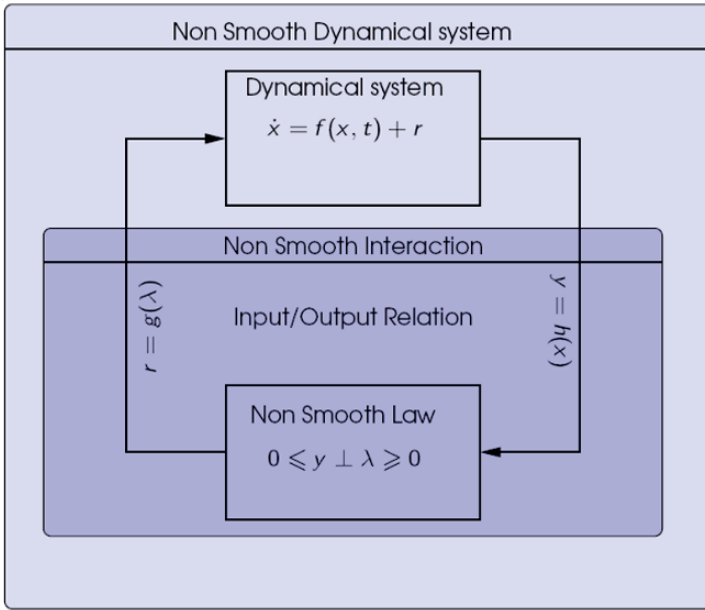 Non Smooth Dynamical system
Dynamical system
ẋ = f(x, t) + r
Non Smooth Interaction
r = g(λ)
Input/Output Relation
y = h(x)
Non Smooth Law
0 ⩽ y ⊥ λ ⩾ 0